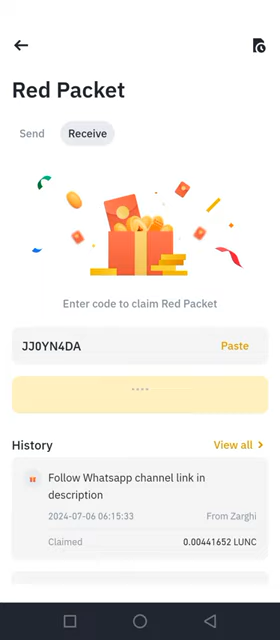 Red Packet
Send
Receive
Enter code to claim Red Packet
JJ0YN4DA
Paste
History
View all
Follow Whatsapp channel link in
description
2024-07-06 06:15:33
From Zarghi
Claimed
0.00441652 LUNC